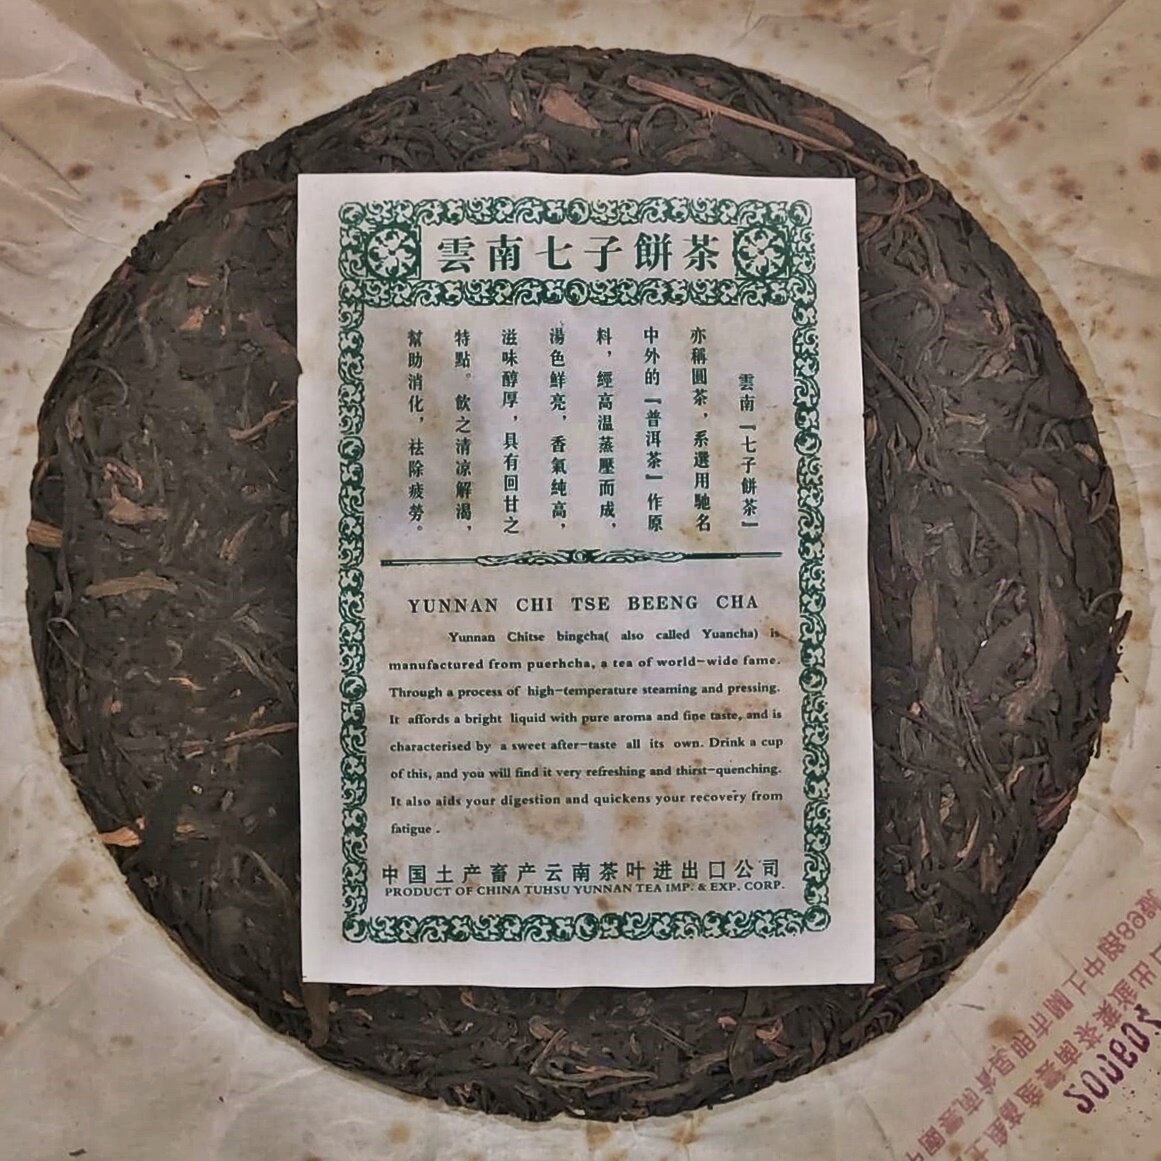 雲南七子餅茶
雲南『七子餅茶』
亦稱圓茶，系選用馳名
中外的『普洱茶』作原
料，經高温蒸壓而成，
湯色鮮亮，香氣純高，
滋味醇厚，具有回甘之
特點。飲之清凉解渴，
幫助消化，祛除疲勞。
YUNNAN CHI TSE BEENG CHA
Yunnan Chitse bingcha( also called Yuancha) is
manufactured from puerhcha, a tea of world-wide fame.
Through a process of high-temperature steaming and pressing.
It affords a bright liquid with pure aroma and fine taste, and is
characterised by a sweet after-taste all its own. Drink a cup
of this, and you will find it very refreshing and thirst-quenching.
It also aids your digestion and quickens your recovery from
fatigue .
中国土产畜产云南茶叶进出口公司
PRODUCT OF CHINA TUHSU YUNNAN TEA IMP. & EXP. CORP.